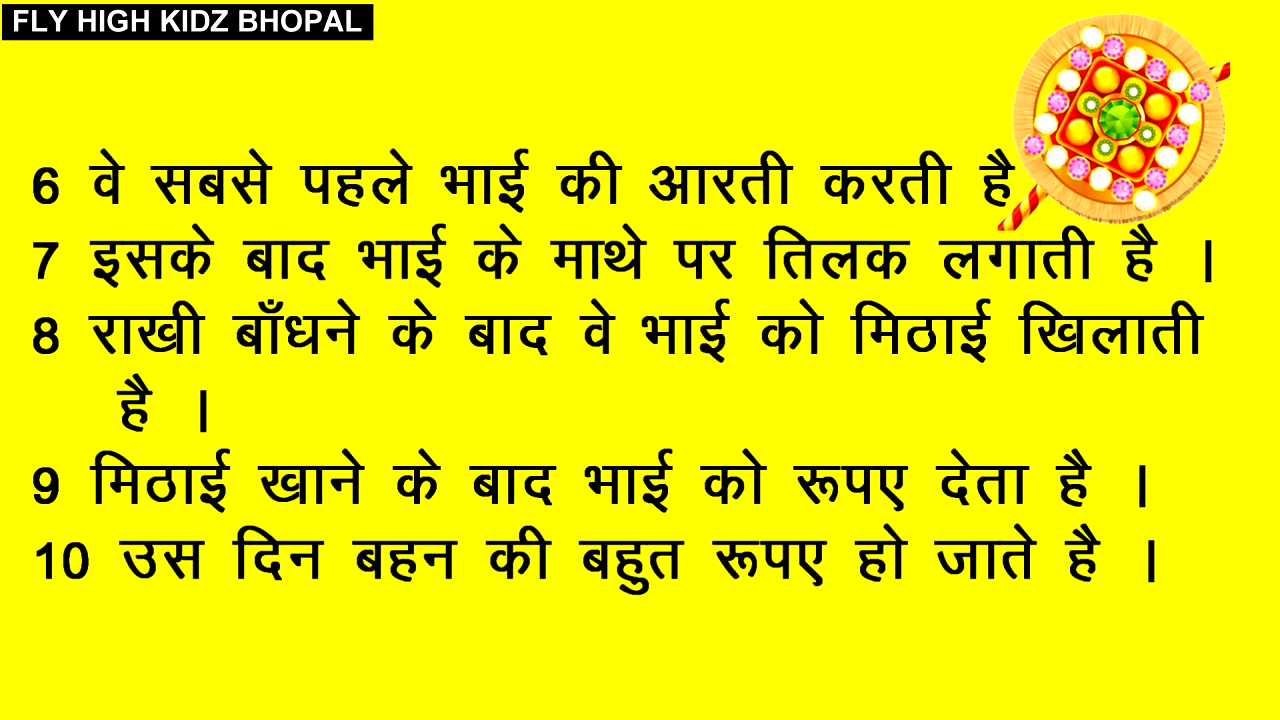 FLY HIGH KIDZ BHOPAL
6 वे सबसे पहले भाई की आरती करती है
7 इसके बाद भाई के माथे पर तिलक लगाती है ।
8 राखी बाँधने के बाद वे भाई को मिठाई खिलाती
है ।
9 मिठाई खाने के बाद भाई को रूपए देता है ।
10 उस दिन बहन की बहुत रूपए हो जाते है ।